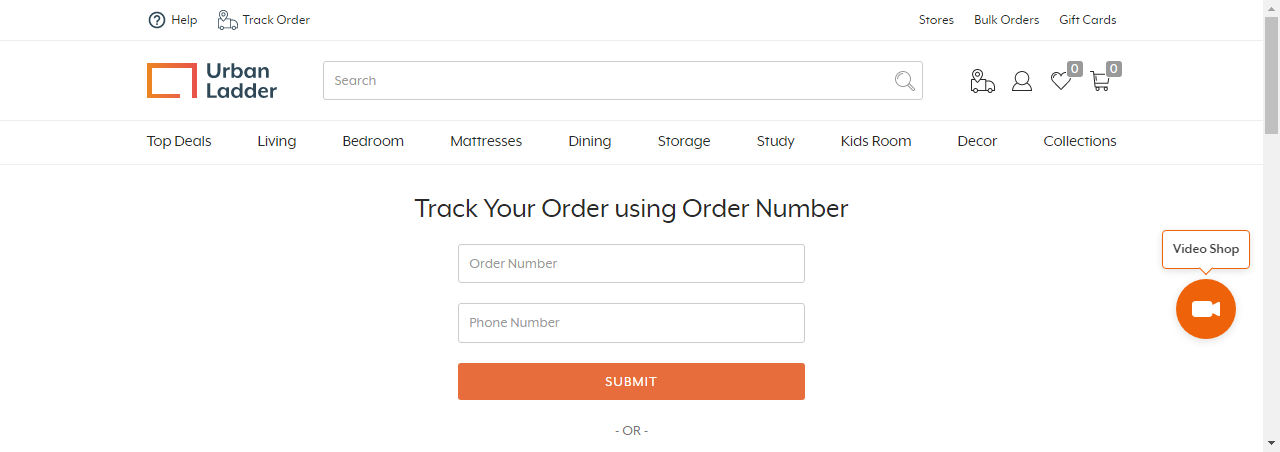 Help Track Order Stores Bulk Orders Gift Cards
Urban
Ladder
Search
0 0
Top Deals Living Bedroom Mattresses Dining Storage Study Kids Room Decor Collections
Track Your Order using Order Number
Order Number
Phone Number
SUBMIT
- OR -
Video Shop